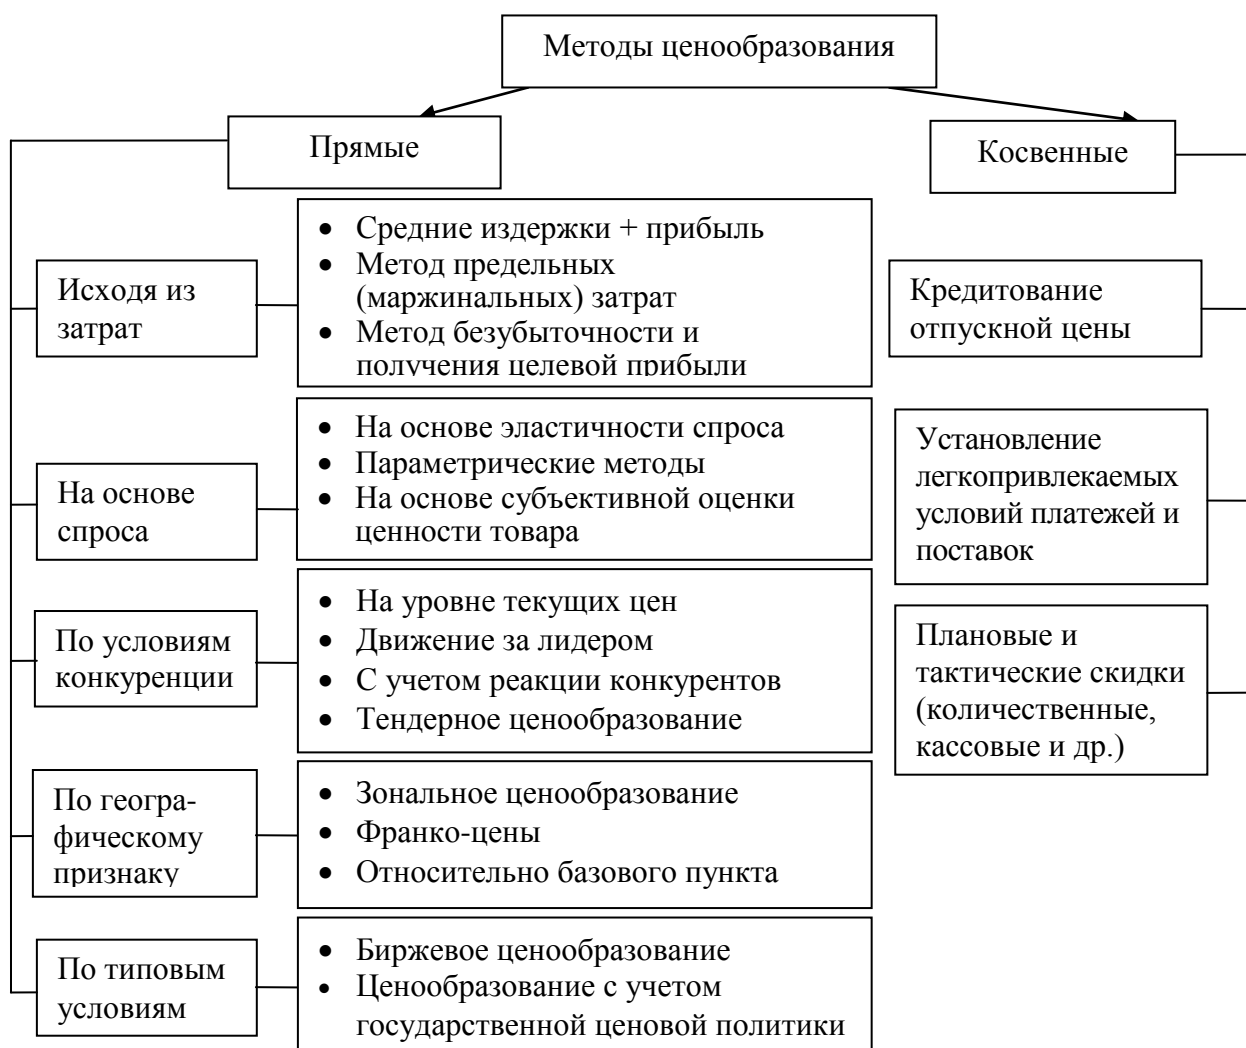 Методы ценообразования
Прямые
Косвенные
Исходя из
затрат
• Средние издержки + прибыль
• Метод предельных
(маржинальных) затрат
• Метод безубыточности и
получения целевой прибыли
На основе
спроса
• На основе эластичности спроса
• Параметрические методы
• На основе субъективной оценки
ценности товара
По условиям
конкуренции
• На уровне текущих цен
• Движение за лидером
• С учетом реакции конкурентов
• Тендерное ценообразование
По геогра-
фическому
признаку
• Зональное ценообразование
• Франко-цены
• Относительно базового пункта
По типовым
условиям
• Биржевое ценообразование
• Ценообразование с учетом
государственной ценовой политики
Кредитование
отпускной цены
Установление
легкопривлекаемых
условий платежей и
поставок
Плановые и
тактические скидки
(количественные,
кассовые и др.)